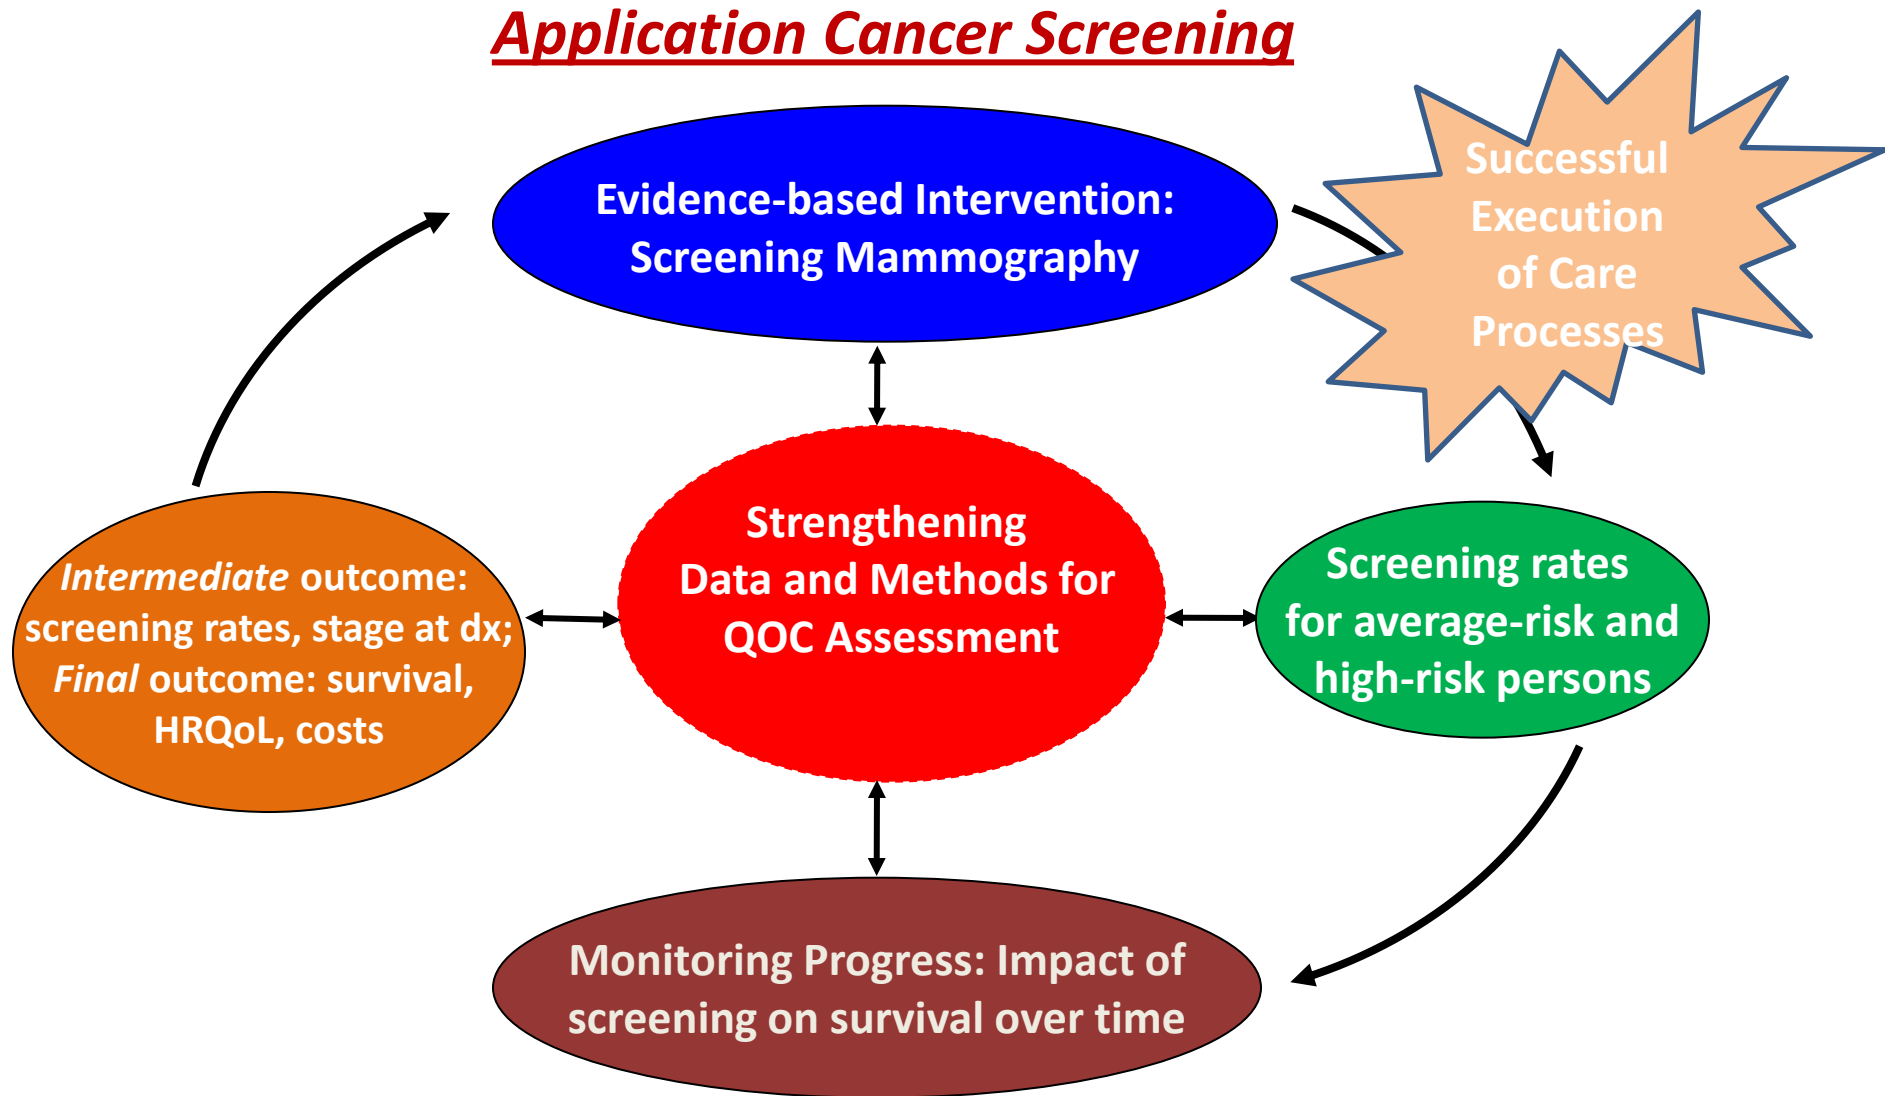 Application Cancer Screening
Evidence-based Intervention:
Screening Mammography
Successful
Execution
of Care
Processes
Intermediate outcome:
screening rates, stage at dx;
Final outcome: survival,
HRQoL, costs
Strengthening
Data and Methods for
QOC Assessment
Screening rates
for average-risk and
high-risk persons
Monitoring Progress: Impact of
screening on survival over time